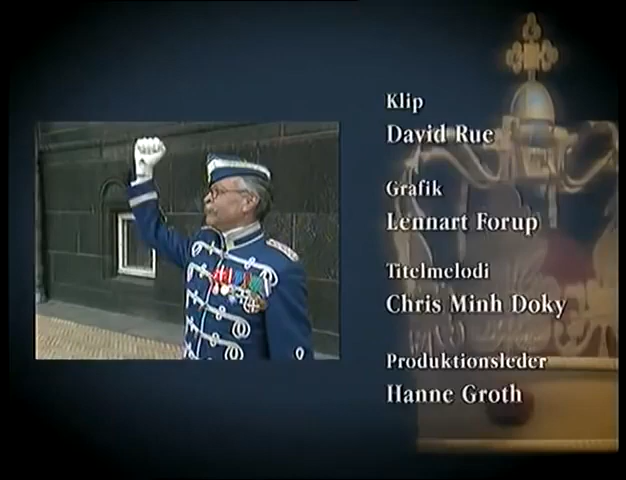 Klip
David Rue
Grafik
Lennart Forup
Titelmelodi
Chris Minh Doky
Produktionsleder
Hanne Groth